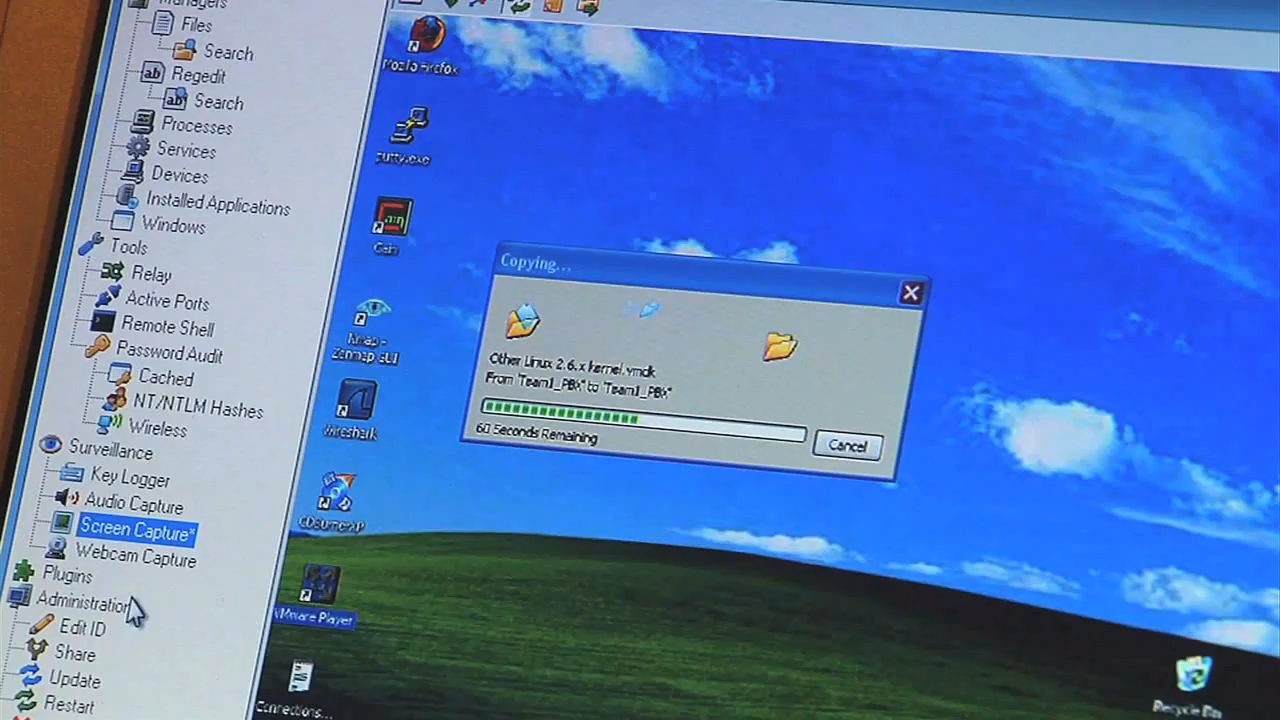 Managers
Files
Search
Regedit
Search
Processes
Services
Devices
Installed Applications
Windows
Tools
Relay
Active Ports
Remote Shell
Password Audit
Cached
NT/NTLM Hashes
Wireless
Surveillance
Key Logger
Audio Capture
Screen Capture*
Webcam Capture
Plugins
Administration
Edit ID
Share
Update
Restart
Mozilla Firefox
putty.exe
Cain
Nmap -
Zenmap GUI
Wireshark
CDBurnerXP
VMware Player
Connections...
Copying...
Other Linux 2.6.x kernel.vmdk
From 'Team1_PBX' to 'Team1_PBX'
60 Seconds Remaining
Cancel
Recycle Bin